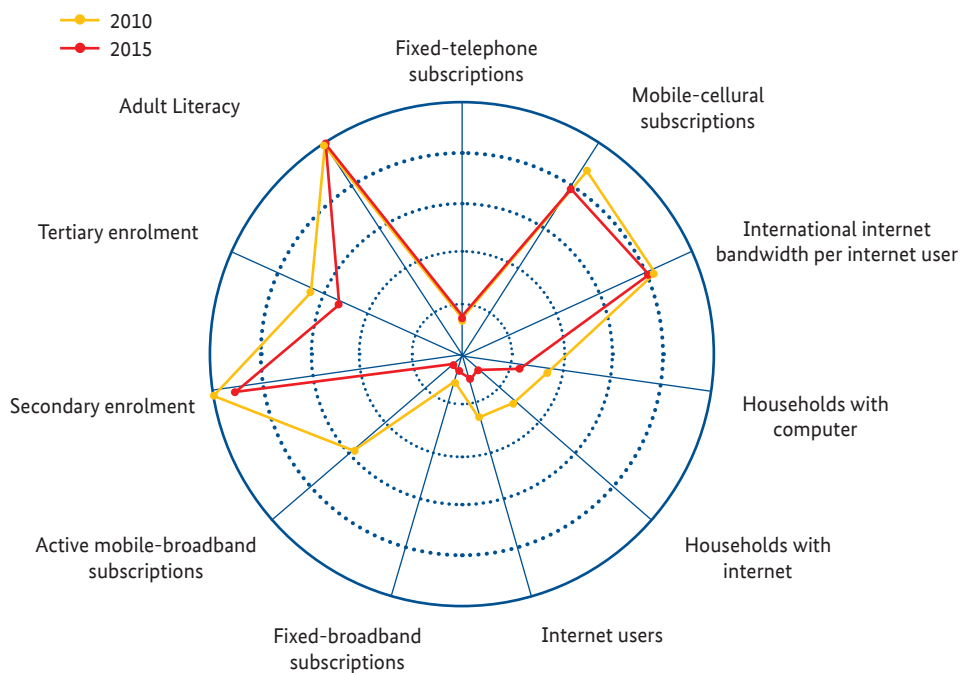 2010
2015
Fixed-telephone
subscriptions
Mobile-cellural
subscriptions
International internet
bandwidth per internet user
Households with
computer
Households with
internet
Internet users
Fixed-broadband
subscriptions
Active mobile-broadband
subscriptions
Secondary enrolment
Tertiary enrolment
Adult Literacy